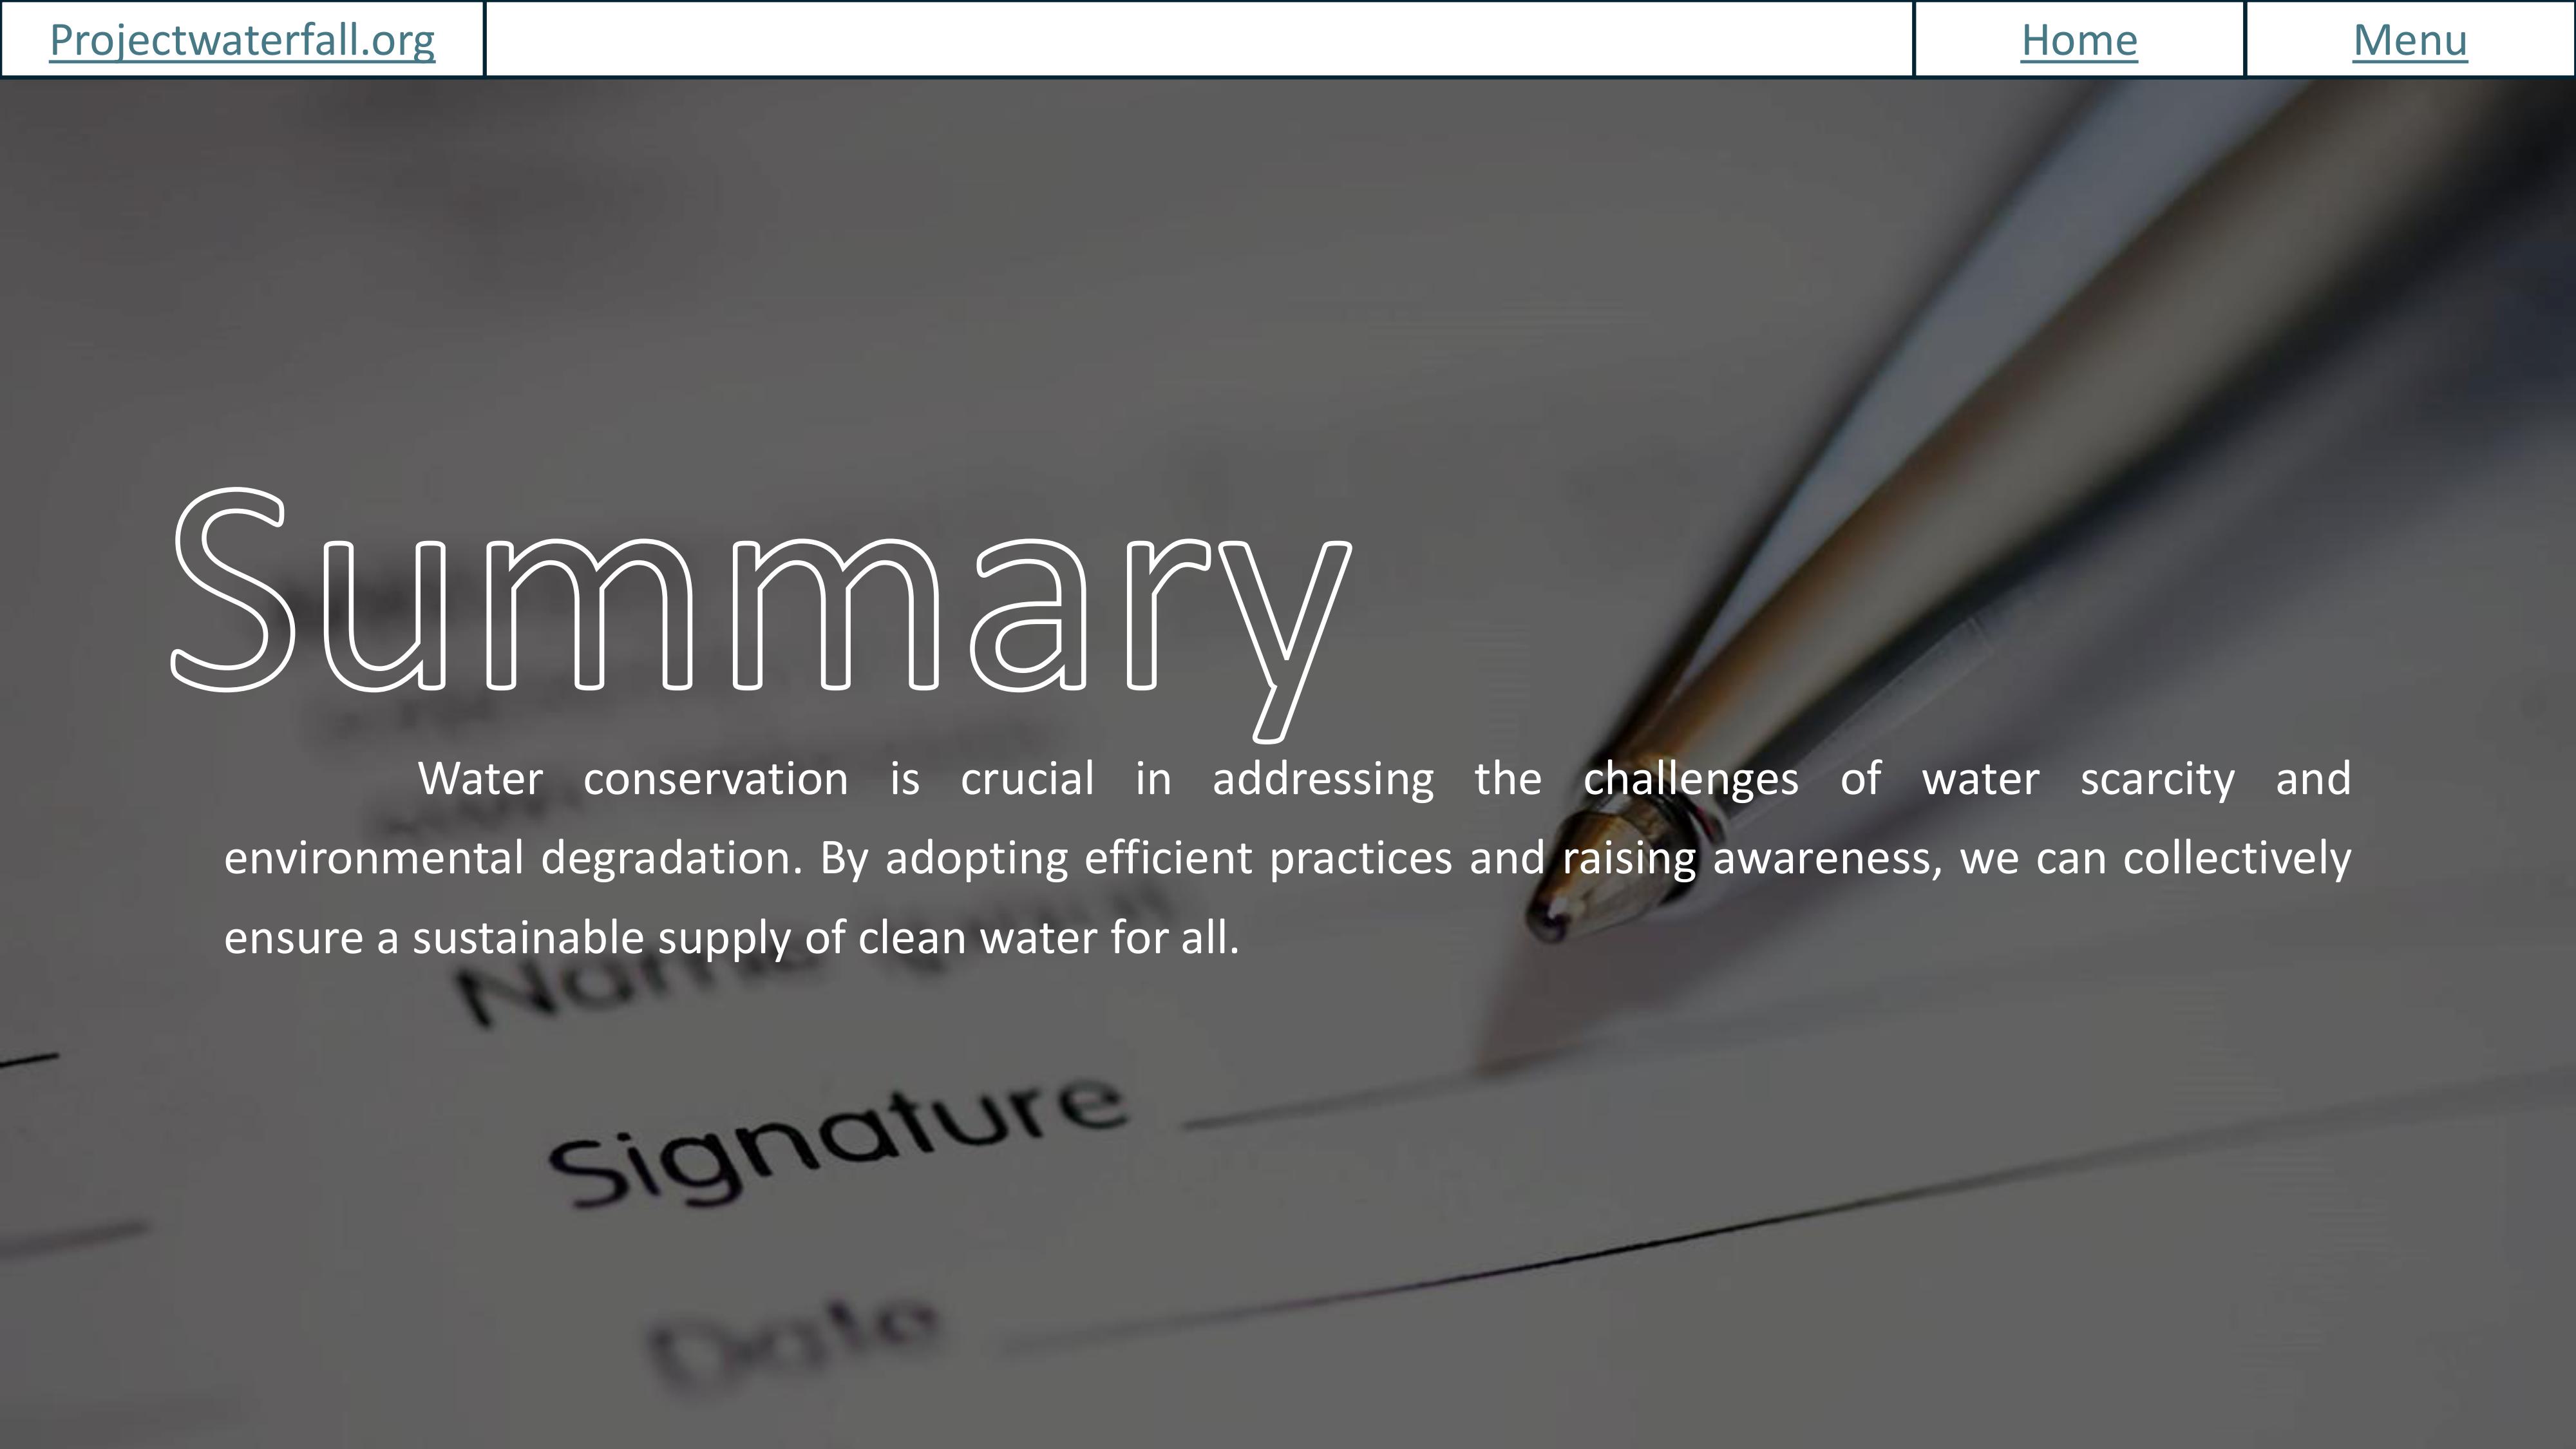 Projectwaterfall.org
Home
Menu
Summary
Water conservation is crucial in addressing the challenges of water scarcity and
environmental degradation. By adopting efficient practices and raising awareness, we can collectively
ensure a sustainable supply of clean water for all.
Name
Signature
Date